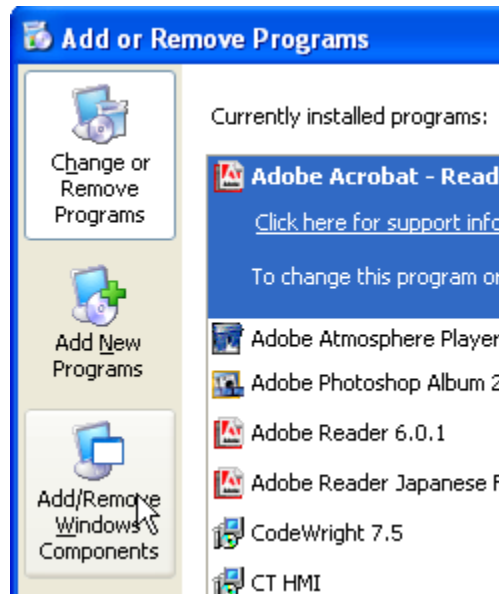 Add or Remove Programs
Change or
Remove
Programs
Add New
Programs
Add/Remove
Windows
Components
Currently installed programs:
Adobe Acrobat - Read
Click here for support info
To change this program or
Adobe Atmosphere Player
Adobe Photoshop Album 2
Adobe Reader 6.0.1
Adobe Reader Japanese F
CodeWright 7.5
CT HMI